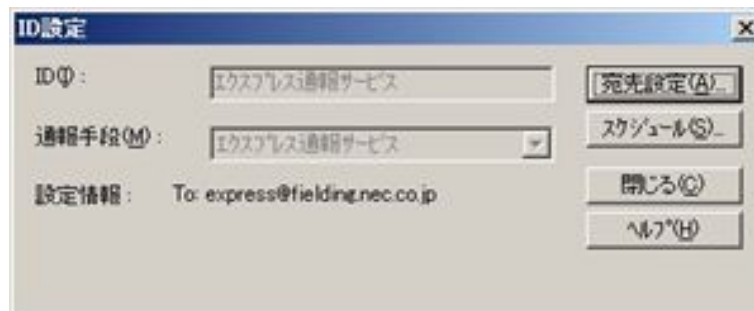 ID設定
ID(I) :
エクスプレス通報サービス
宛先設定(A)...
通報手段(M) :
エクスプレス通報サービス
スケジュール(S)...
設定情報 :
To: express@fielding.nec.co.jp
閉じる(C)
ヘルプ(H)